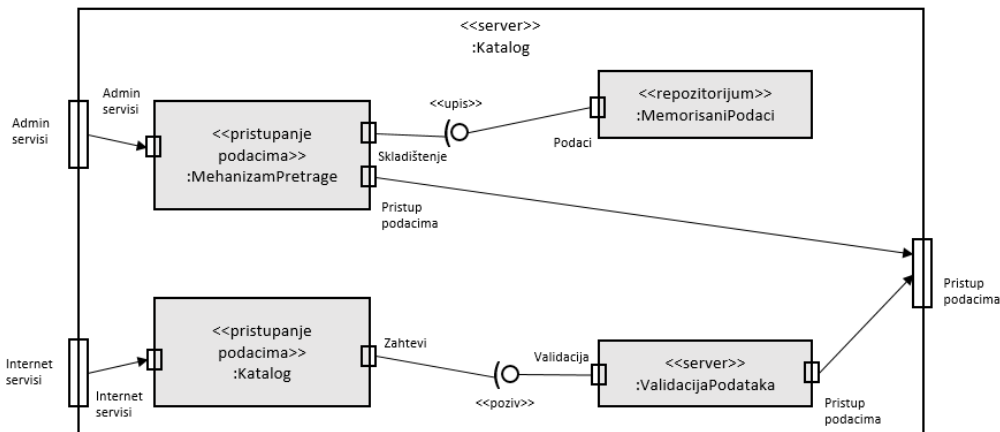 <<server>>
:Katalog
Admin
servisi
Admin
servisi
<<pristupanje
podacima>>
:MehanizamPretrage
<<upis>>
Skladištenje
Podaci
<<repozitorijum>>
:MemorisaniPodaci
Pristup
podacima
Pristup
podacima
Internet
servisi
Internet
servisi
<<pristupanje
podacima>>
:Katalog
Zahtevi
<<poziv>>
Validacija
<<server>>
:ValidacijaPodataka
Pristup
podacima